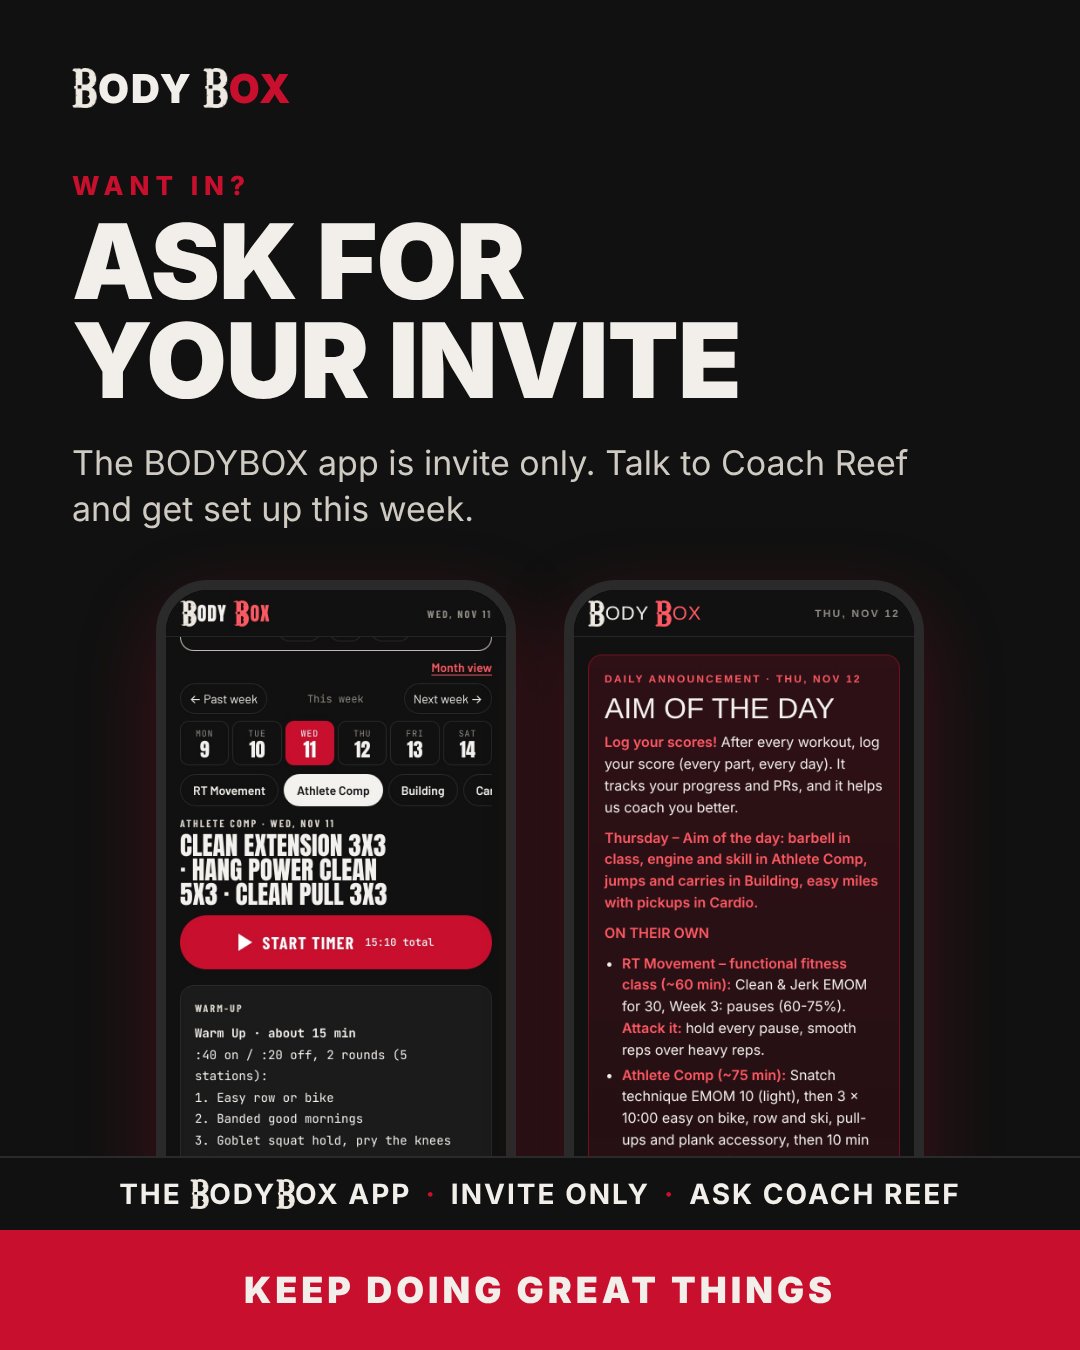 BODY BOX
WANT IN?
ASK FOR
YOUR INVITE
The BODYBOX app is invite only. Talk to Coach Reef
and get set up this week.
BODY BOX
WED, NOV 11
Month view
← Past week
This week
Next week →
MON TUE WED THU FRI SAT
9 10 11 12 13 14
RT Movement Athlete Comp Building
ATHLETE COMP · WED, NOV 11
CLEAN EXTENSION 3X3
· HANG POWER CLEAN
5X3 · CLEAN PULL 3X3
START TIMER 15:10 total
WARM-UP
Warm Up · about 15 min
:40 on / :20 off, 2 rounds (5
stations):
1. Easy row or bike
2. Banded good mornings
3. Goblet squat hold, pry the knees
BODY BOX
THU, NOV 12
DAILY ANNOUNCEMENT · THU, NOV 12
AIM OF THE DAY
Log your scores! After every workout, log
your score (every part, every day). It
tracks your progress and PRs, and it helps
us coach you better.
Thursday – Aim of the day: barbell in
class, engine and skill in Athlete Comp,
jumps and carries in Building, easy miles
with pickups in Cardio.
ON THEIR OWN
• RT Movement – functional fitness
class (~60 min): Clean & Jerk EMOM
for 30, Week 3: pauses (60-75%).
Attack it: hold every pause, smooth
reps over heavy reps.
• Athlete Comp (~75 min): Snatch
technique EMOM 10 (light), then 3 ×
10:00 easy on bike, row and ski, pull-
ups and plank accessory, then 10 min
THE BODYBOX APP · INVITE ONLY · ASK COACH REEF
KEEP DOING GREAT THINGS